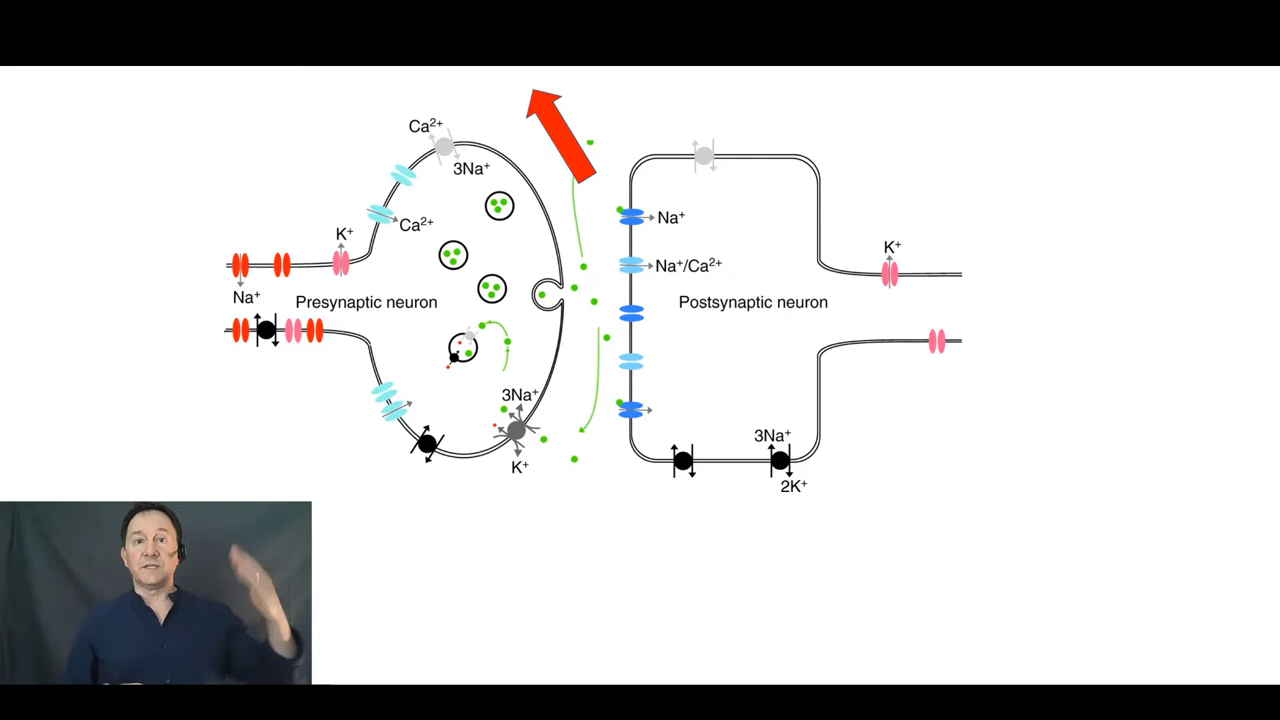 Ca²⁺
3Na⁺
Ca²⁺
K⁺
Na⁺
Presynaptic neuron
3Na⁺
K⁺
Na⁺
Na⁺/Ca²⁺
Postsynaptic neuron
K⁺
3Na⁺
2K⁺